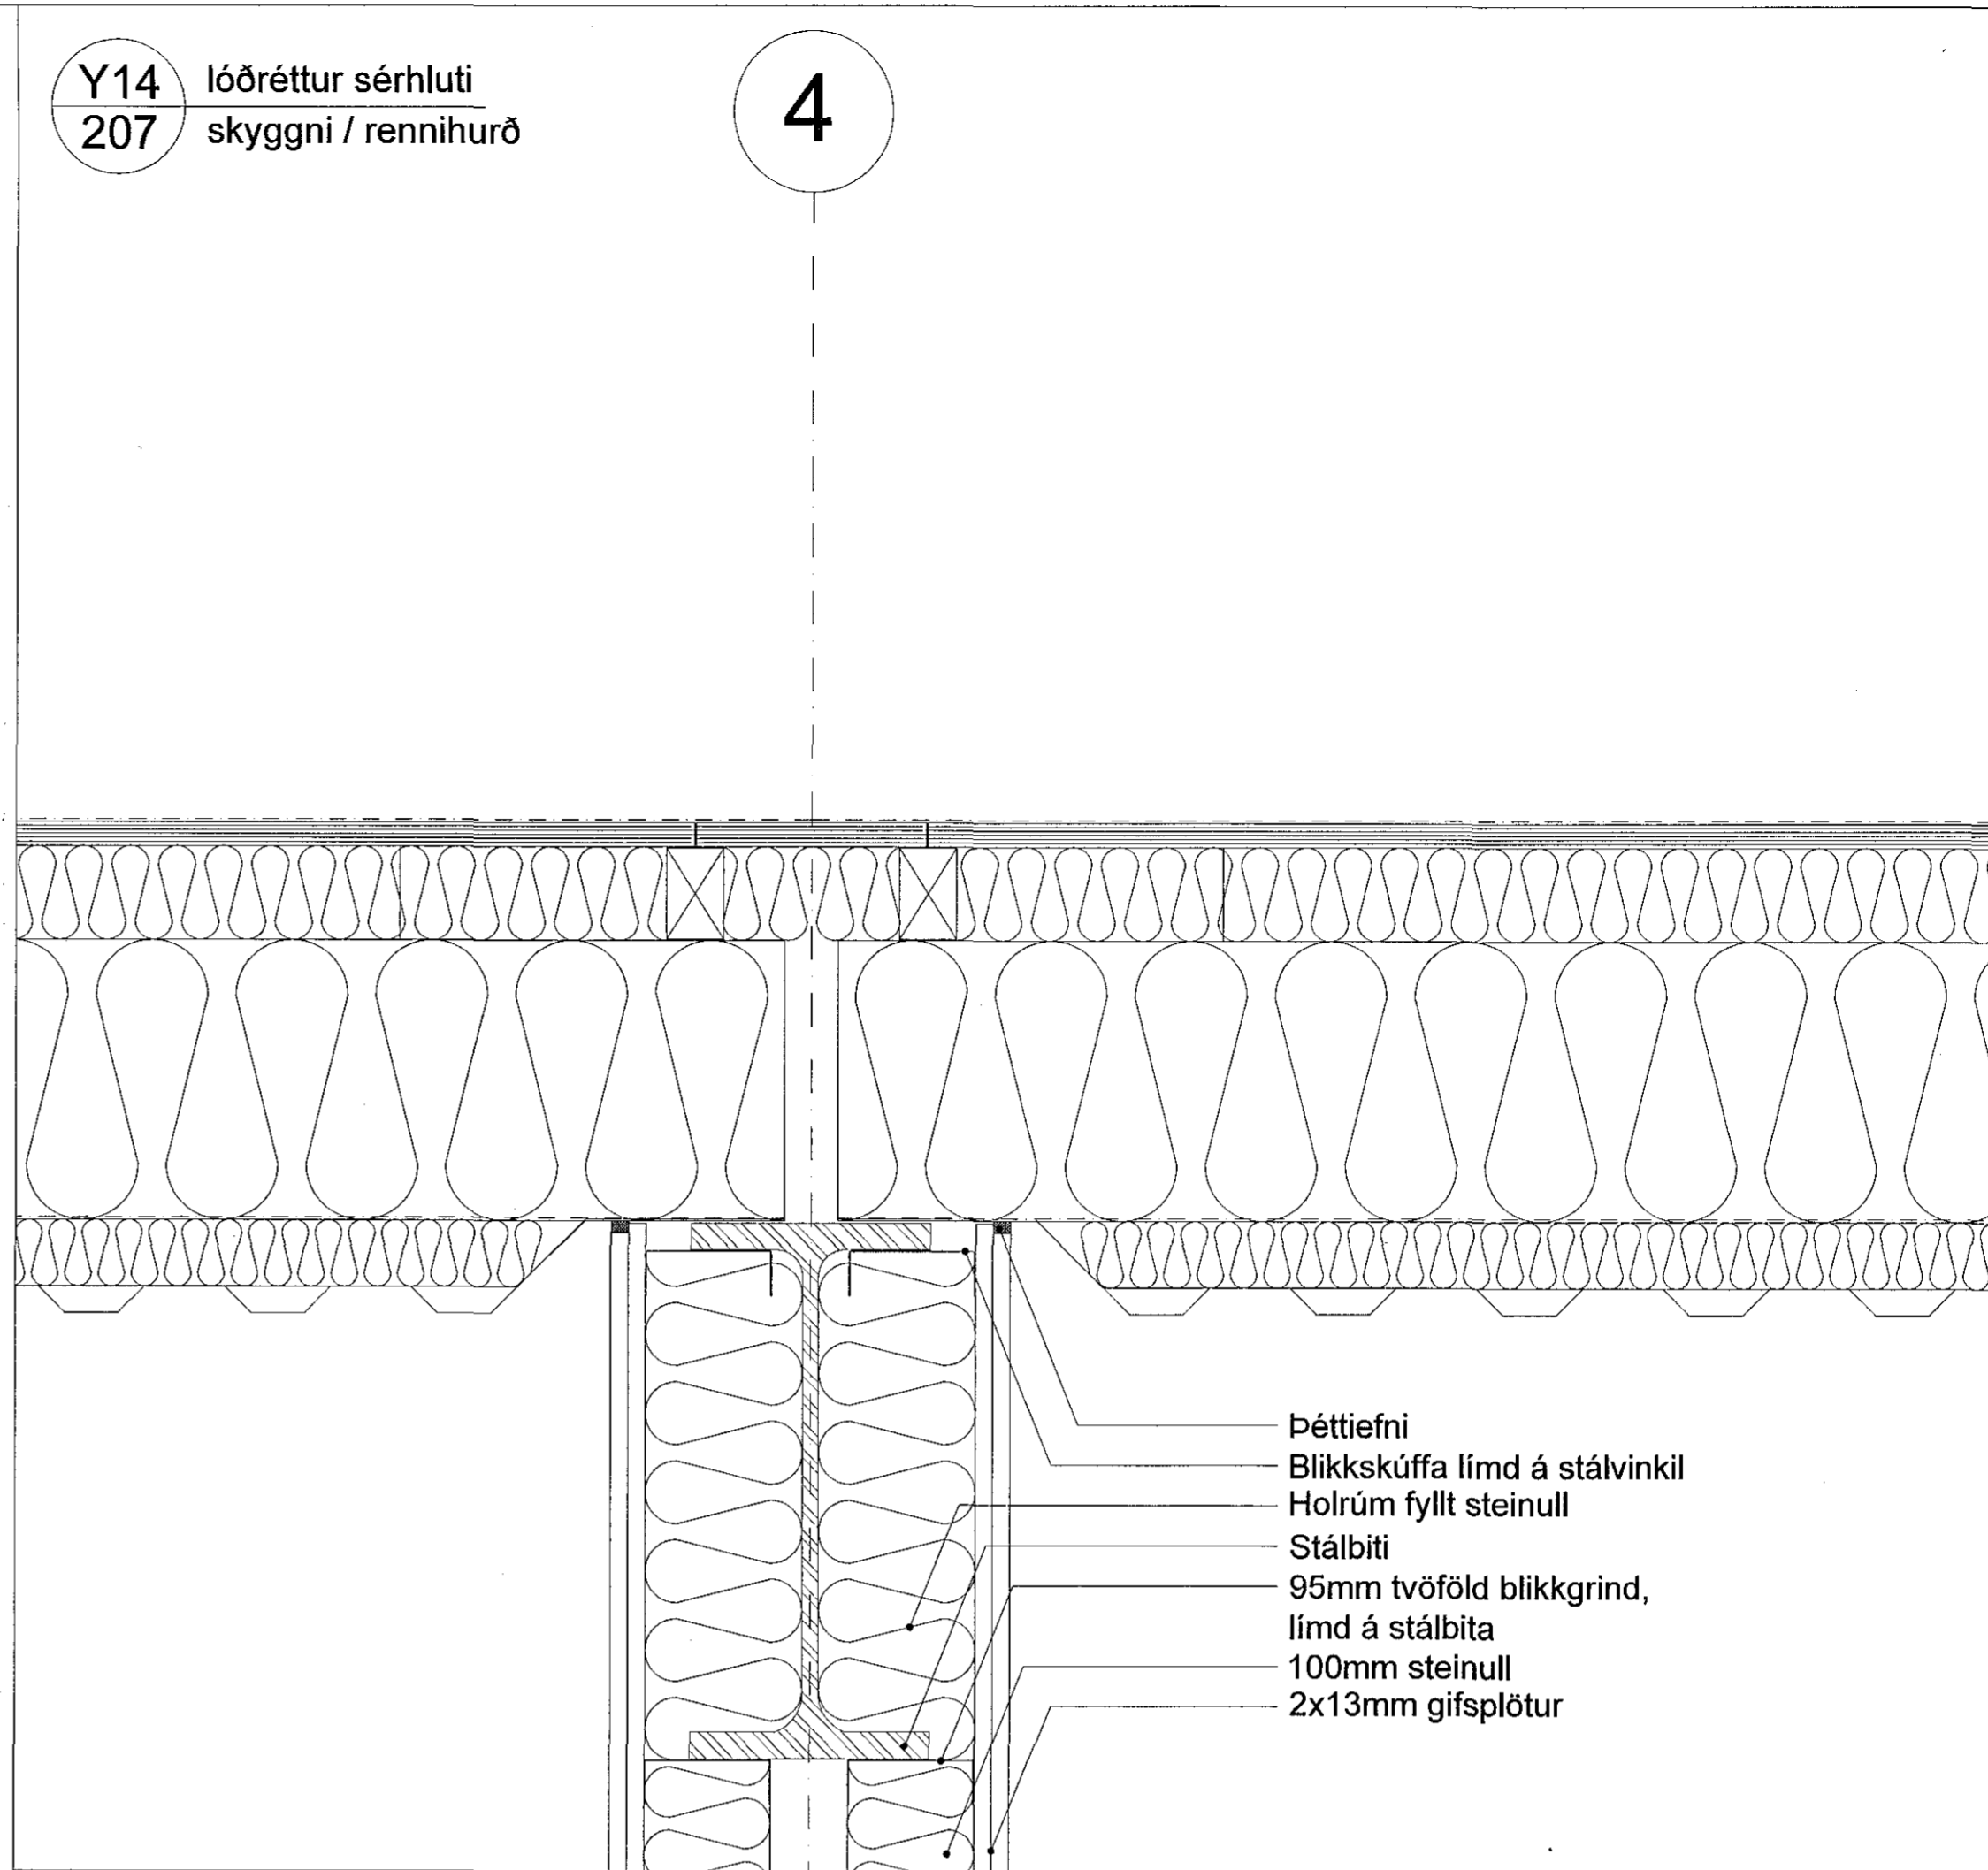 Y14
lóðréttur sérhluti
207
skyggni / rennihurð
4
Þéttiefni
Blikkskúffa límd á stálvinkil
Holrúm fyllt steinull
Stálbiti
95mm tvöföld blikkgrind,
límd á stálbita
100mm steinull
2x13mm gifsplötur